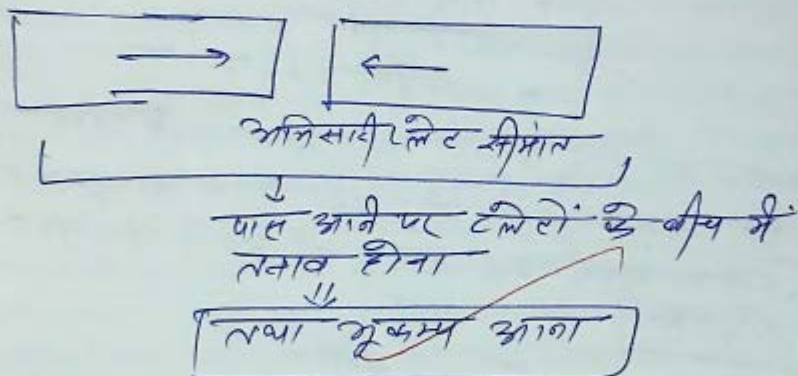 अभिसारी प्लेट सीमांत
पास आने पर प्लेटों के बीच में
तनाव होना
तथा भूकम्प आना